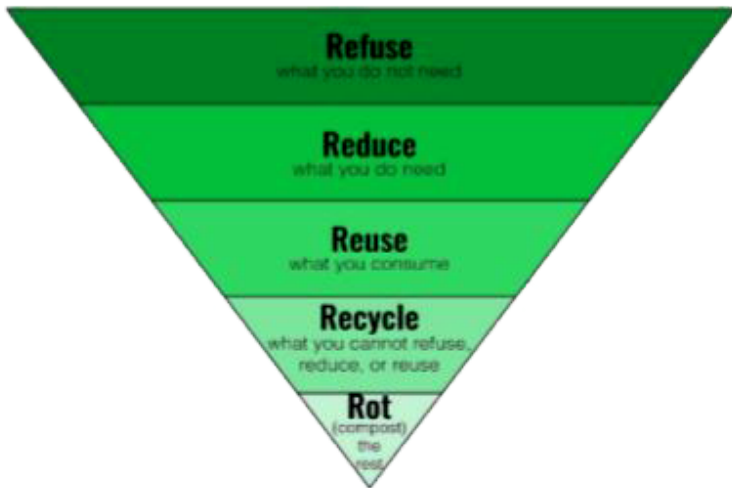 Refuse
what you do not need
Reduce
what you do need
Reuse
what you consume
Recycle
what you cannot refuse,
reduce, or reuse
Rot
(compost)
the
rest